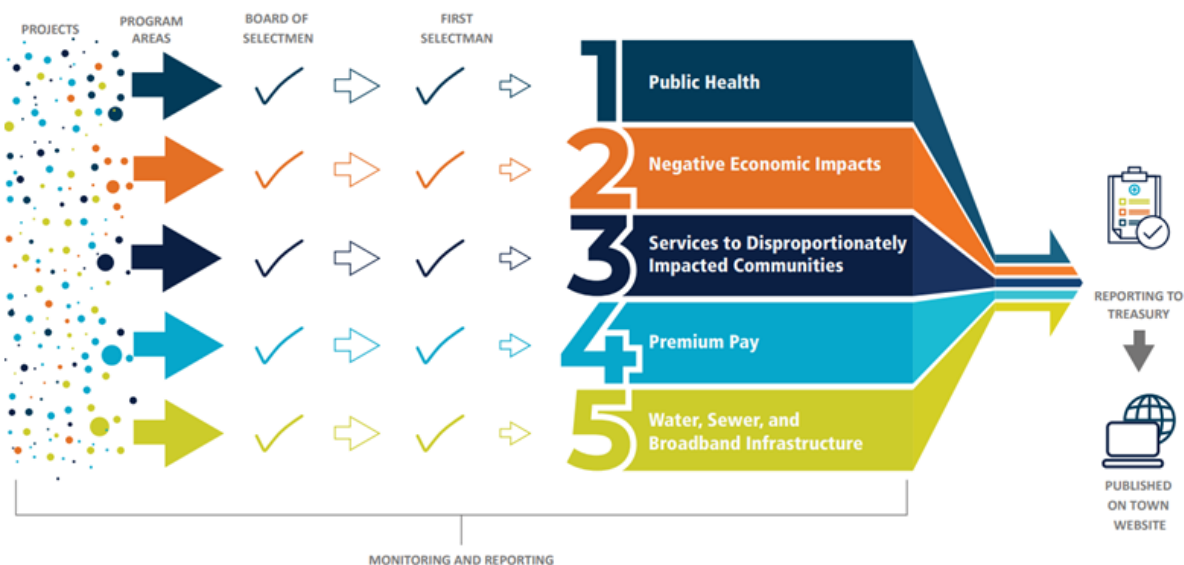 PROJECTS
PROGRAM
AREAS
BOARD OF
SELECTMEN
FIRST
SELECTMAN
1
Public Health
2
Negative Economic Impacts
3
Services to Disproportionately
Impacted Communities
4
Premium Pay
5
Water, Sewer, and
Broadband Infrastructure
REPORTING TO
TREASURY
PUBLISHED
ON TOWN
WEBSITE
MONITORING AND REPORTING